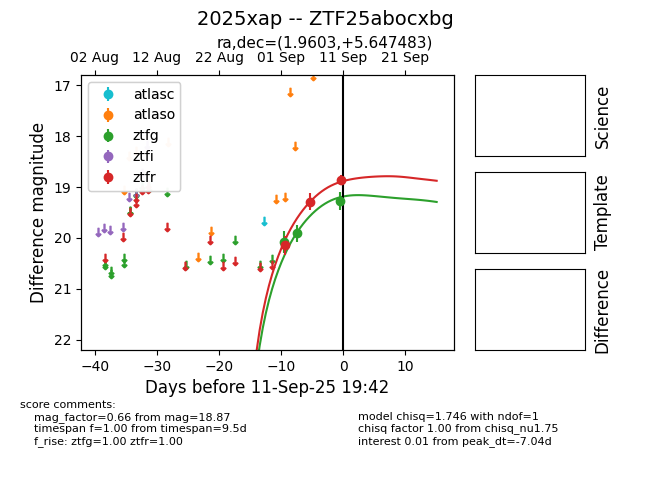 2025xap -- ZTF25abocxbg
ra,dec=(1.9603,+5.647483)
02 Aug 12 Aug 22 Aug 01 Sep 11 Sep 21 Sep
17
18
19
20
21
22
Difference magnitude
atlasc
atlaso
ztfg
ztfi
ztfr
Science
Template
Difference
−40 −30 −20 −10 0 10
Days before 11-Sep-25 19:42
score comments:
mag_factor=0.66 from mag=18.87
timespan f=1.00 from timespan=9.5d
f_rise: ztfg=1.00 ztfr=1.00
model chisq=1.746 with ndof=1
chisq factor 1.00 from chisq_nu1.75
interest 0.01 from peak_dt=-7.04d